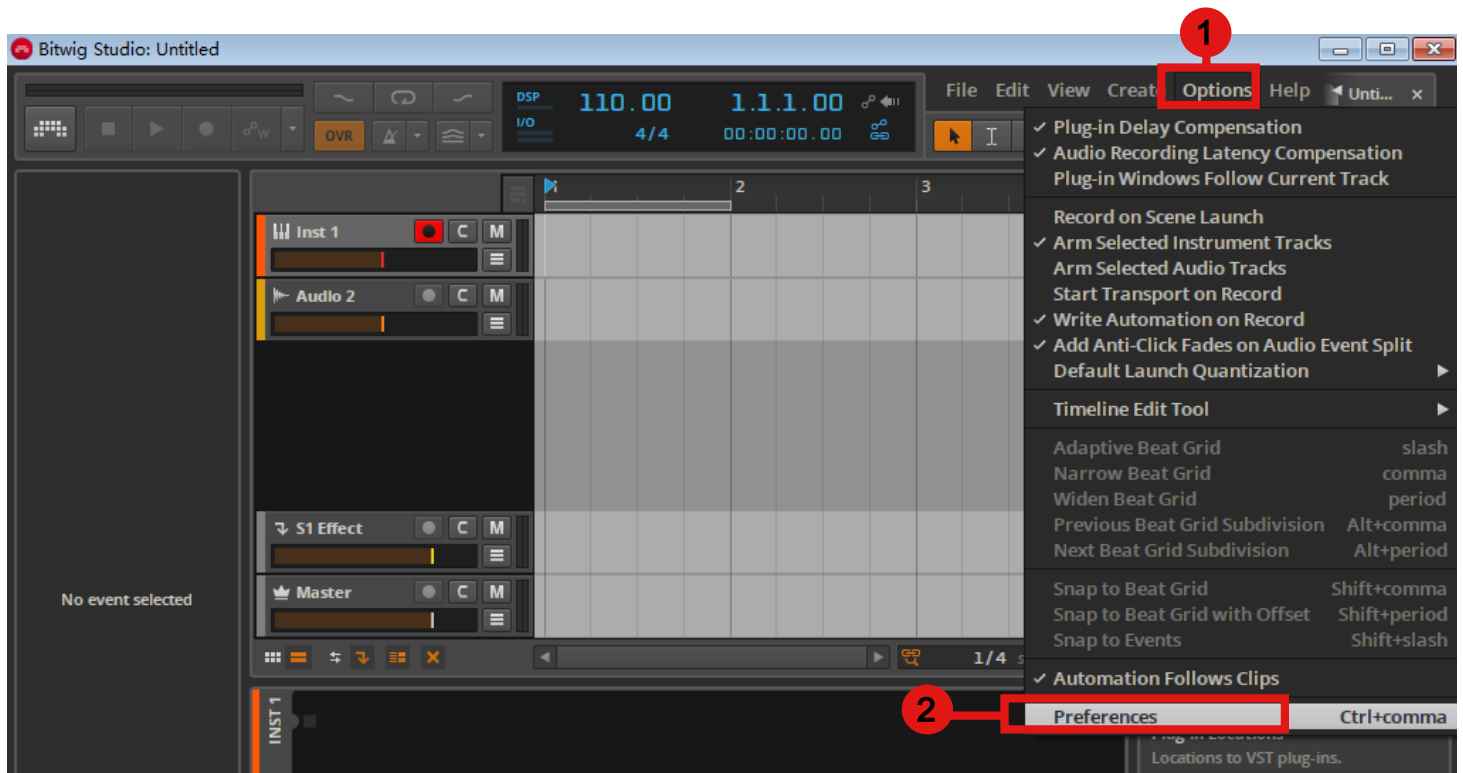 1
Bitwig Studio: Untitled
File Edit View Create Options Help Unti... ×
DSP 110.00 1.1.1.00
I/O 4/4 00:00:00.00
W OVR
Plug-in Delay Compensation
Audio Recording Latency Compensation
Plug-in Windows Follow Current Track
Record on Scene Launch
Arm Selected Instrument Tracks
Arm Selected Audio Tracks
Start Transport on Record
Write Automation on Record
Add Anti-Click Fades on Audio Event Split
Default Launch Quantization
Timeline Edit Tool
Adaptive Beat Grid slash
Narrow Beat Grid comma
Widen Beat Grid period
Previous Beat Grid Subdivision Alt+comma
Next Beat Grid Subdivision Alt+period
Snap to Beat Grid Shift+comma
Snap to Beat Grid with Offset Shift+period
Snap to Events Shift+slash
Automation Follows Clips
2
Preferences Ctrl+comma
Locations to VST plug-ins.
2 3
Inst 1 C M
Audio 2 C M
S1 Effect C M
Master C M
No event selected
1/4
INST 1